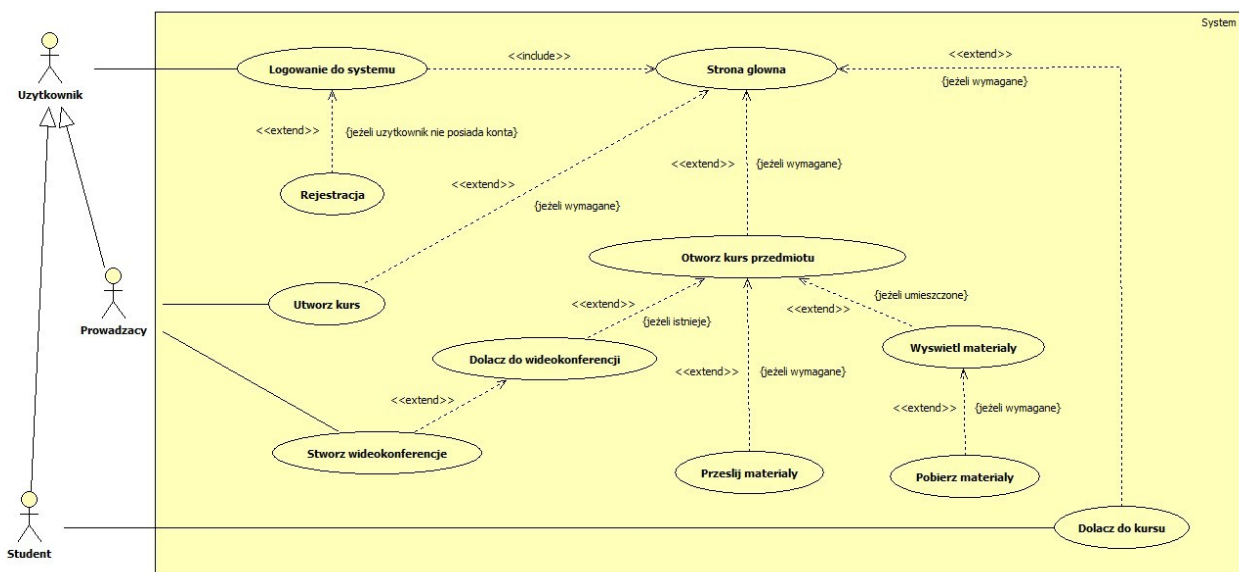 System
Logowanie do systemu
<<include>>
Strona glowna
<<extend>>
{jeżeli wymagane}
Uzytkownik
<<extend>>
{jeżeli uzytkownik nie posiada konta}
Rejestracja
<<extend>>
{jeżeli wymagane}
<<extend>>
{jeżeli wymagane}
Otworz kurs przedmiotu
Prowadzacy
Utworz kurs
<<extend>>
{jeżeli istnieje}
<<extend>>
{jeżeli umieszczone}
Dolacz do wideokonferencji
Wyswietl materialy
<<extend>>
<<extend>>
{jeżeli wymagane}
<<extend>>
{jeżeli wymagane}
Stworz wideokonferencje
Przeslij materialy
Pobierz materialy
Student
Dolacz do kursu